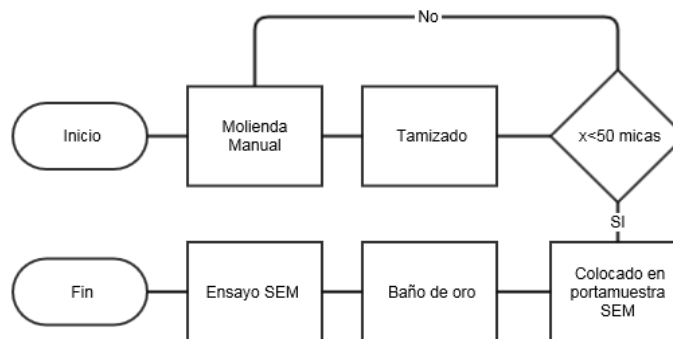 No
Inicio
Molienda
Manual
Tamizado
x<50 micas
SI
Fin
Ensayo SEM
Baño de oro
Colocado en
portamuestra
SEM